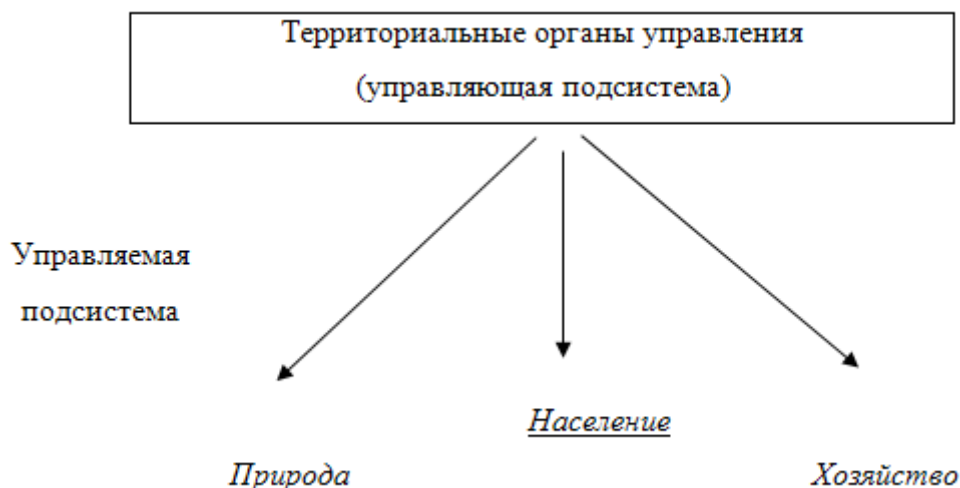 Территориальные органы управления
(управляющая подсистема)
Управляемая
подсистема
Население
Природа
Хозяйство